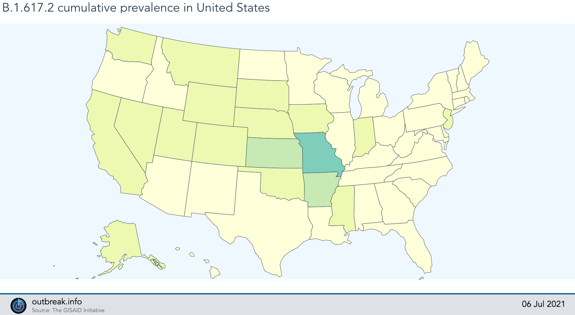 B.1.617.2 cumulative prevalence in United States
outbreak.info
Source: The GISAID Initiative
06 Jul 2021